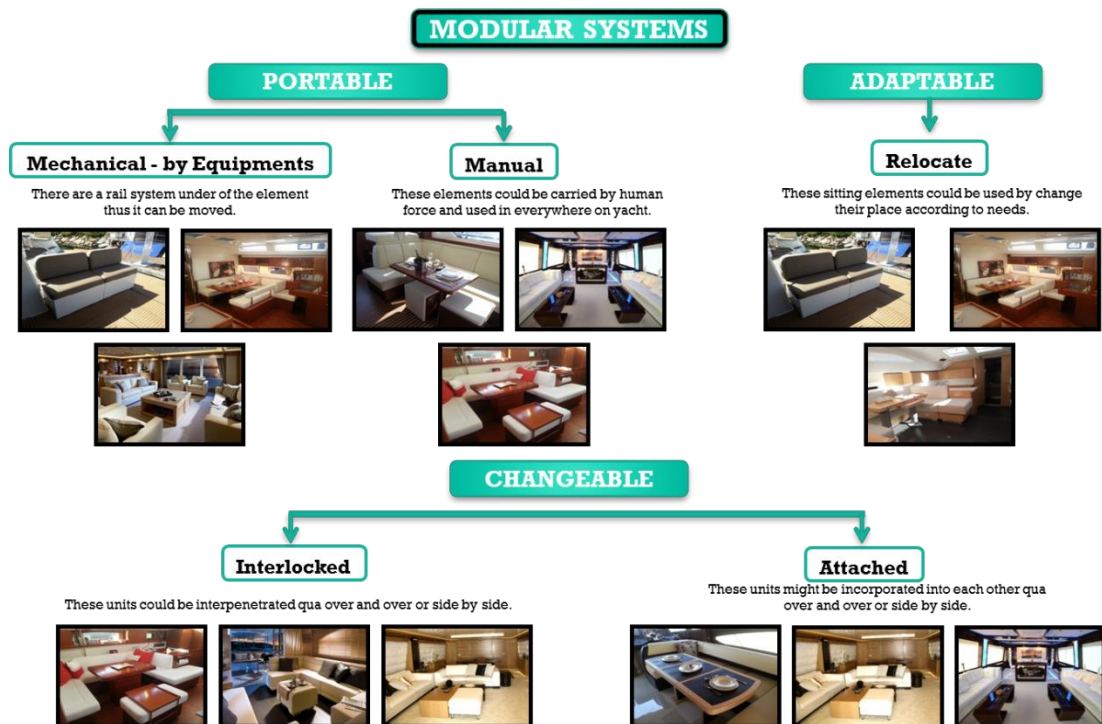 MODULAR SYSTEMS
PORTABLE
Mechanical - by Equipments
There are a rail system under of the element
thus it can be moved.
Manual
These elements could be carried by human
force and used in everywhere on yacht.
ADAPTABLE
Relocate
These sitting elements could be used by change
their place according to needs.
CHANGEABLE
Interlocked
These units could be interpenetrated qua over and over or side by side.
Attached
These units might be incorporated into each other qua
over and over or side by side.